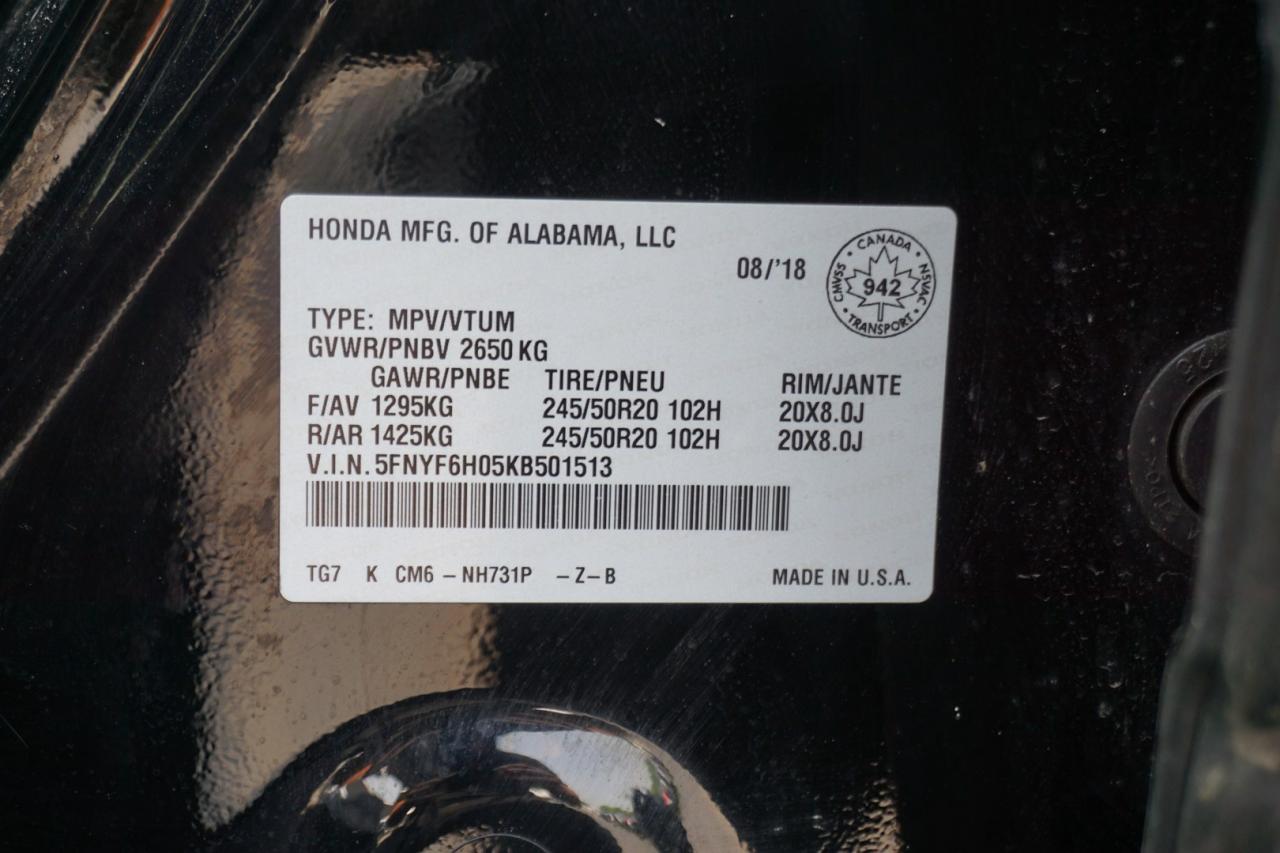 HONDA MFG. OF ALABAMA, LLC
08/'18
CANADA
CMVSS 942 NSVAC
TRANSPORT
TYPE: MPV/VTUM
GVWR/PNBV 2650 KG
GAWR/PNBE TIRE/PNEU RIM/JANTE
F/AV 1295KG 245/50R20 102H 20X8.0J
R/AR 1425KG 245/50R20 102H 20X8.0J
V.I.N. 5FNYF6H05KB501513
TG7 K CM6 – NH731P – Z – B MADE IN U.S.A.